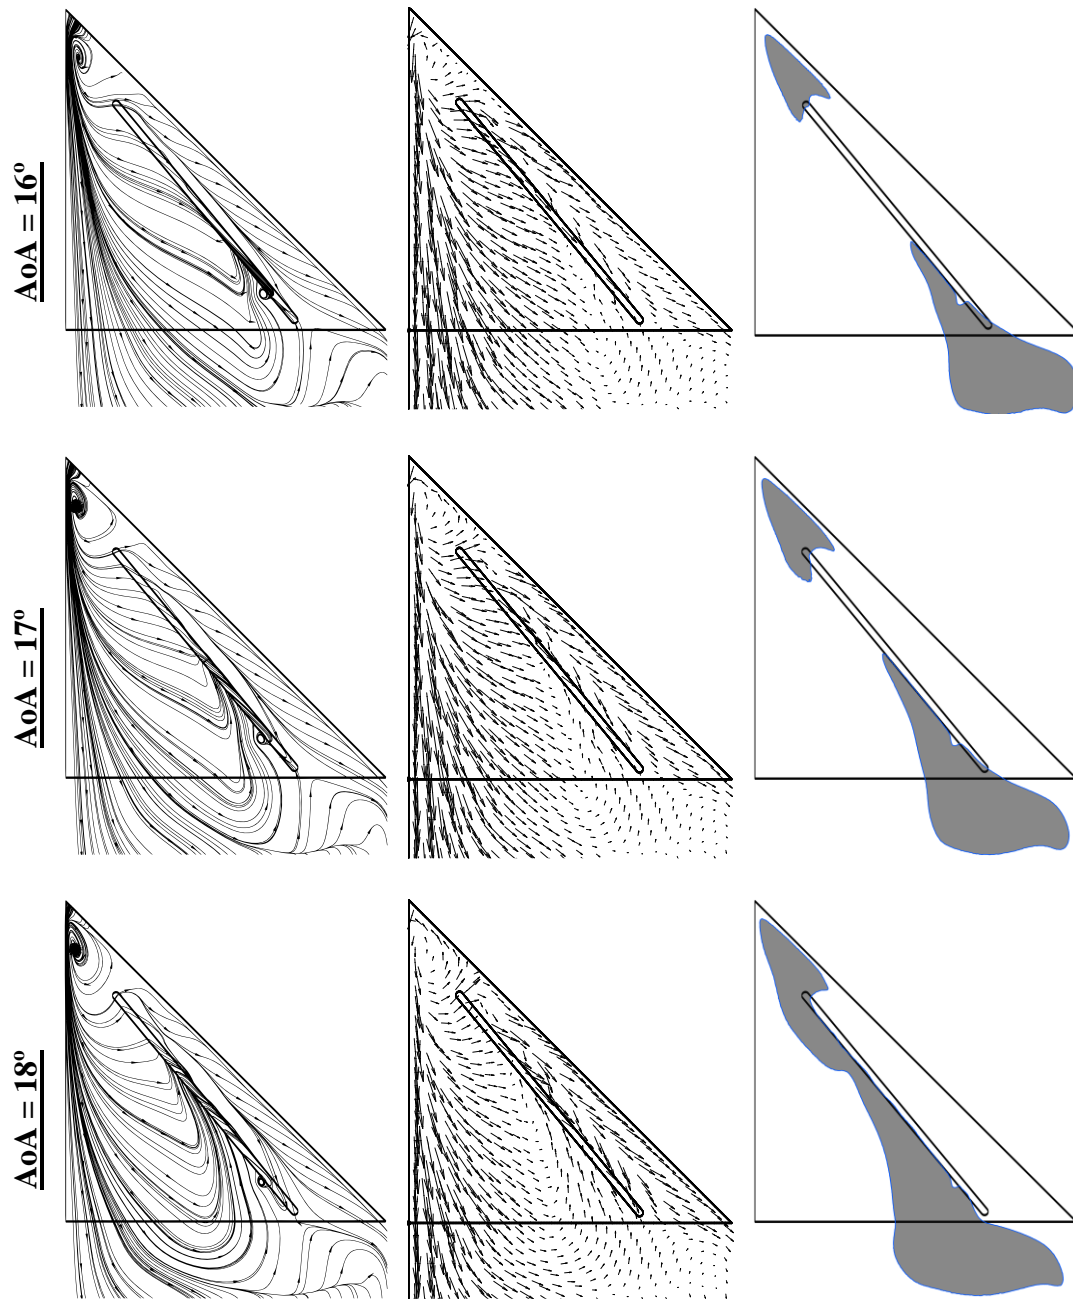 AoA = 16º
AoA = 17º
AoA = 18º